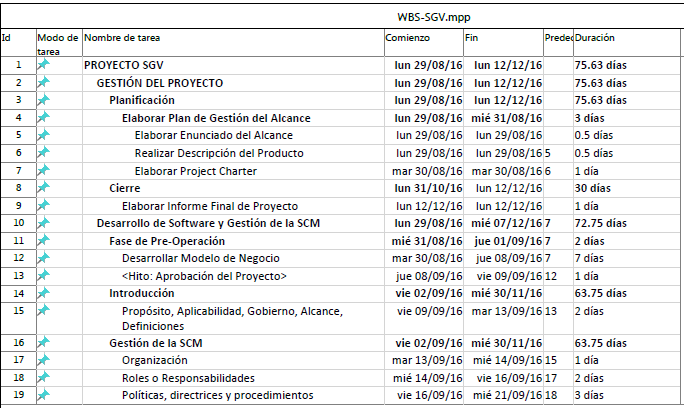 WBS-SGV.mpp
Id Modo de tarea Nombre de tarea Comienzo Fin Predec Duración
1 PROYECTO SGV lun 29/08/16 lun 12/12/16 75.63 días
2 GESTIÓN DEL PROYECTO lun 29/08/16 lun 12/12/16 75.63 días
3 Planificación lun 29/08/16 lun 12/12/16 75.63 días
4 Elaborar Plan de Gestión del Alcance lun 29/08/16 mié 31/08/16 3 días
5 Elaborar Enunciado del Alcance lun 29/08/16 lun 29/08/16 0.5 días
6 Realizar Descripción del Producto lun 29/08/16 lun 29/08/16 5 0.5 días
7 Elaborar Project Charter mar 30/08/16 mar 30/08/16 6 1 día
8 Cierre lun 31/10/16 lun 12/12/16 30 días
9 Elaborar Informe Final de Proyecto lun 12/12/16 lun 12/12/16 1 día
10 Desarrollo de Software y Gestión de la SCM lun 29/08/16 mié 07/12/16 7 72.75 días
11 Fase de Pre-Operación mié 31/08/16 jue 01/09/16 7 2 días
12 Desarrollar Modelo de Negocio mar 30/08/16 jue 08/09/16 7 7 días
13 <Hito: Aprobación del Proyecto> jue 08/09/16 vie 09/09/16 12 1 día
14 Introducción vie 02/09/16 mié 30/11/16 63.75 días
15 Propósito, Aplicabilidad, Gobierno, Alcance, vie 09/09/16 mar 13/09/16 13 2 días
Definiciones
16 Gestión de la SCM vie 02/09/16 mié 30/11/16 63.75 días
17 Organización mar 13/09/16 mié 14/09/16 15 1 día
18 Roles o Responsabilidades mié 14/09/16 vie 16/09/16 17 2 días
19 Políticas, directrices y procedimientos vie 16/09/16 mié 21/09/16 18 3 días